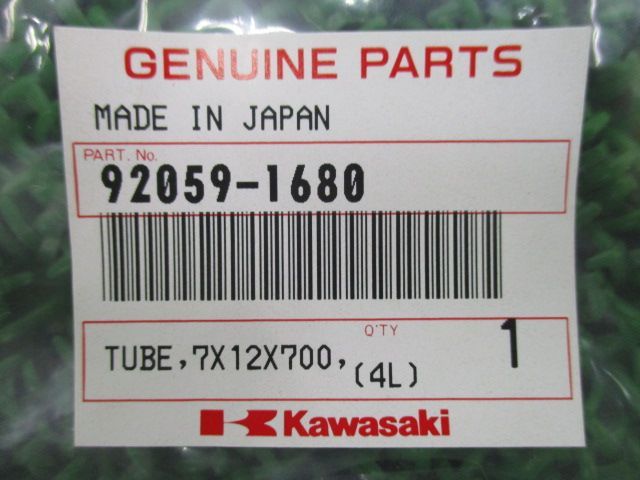 GENUINE PARTS
MADE IN JAPAN
PART. No.
92059-1680
Q'TY
TUBE,7X12X700,(4L) 1
Kawasaki